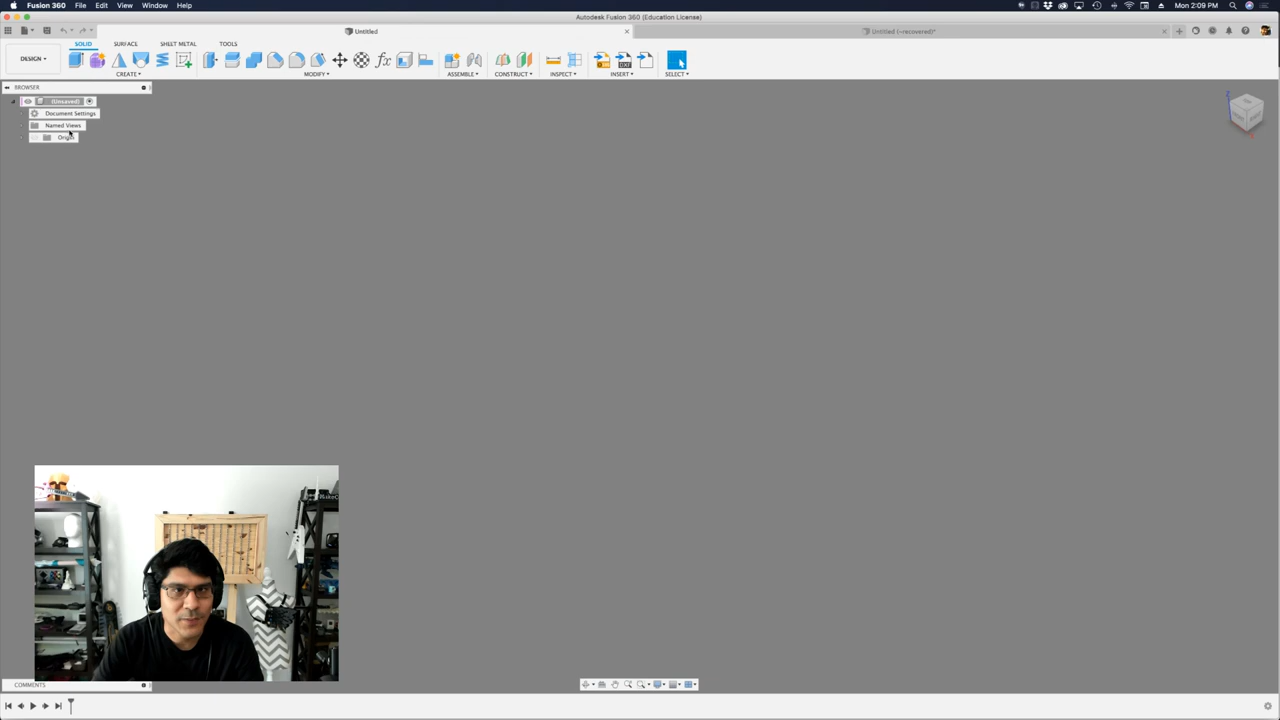 Fusion 360 File Edit View Window Help
Mon 2:09 PM
Autodesk Fusion 360 (Education License)
Untitled
Untitled (~recovered)*
SOLID SURFACE SHEET METAL TOOLS
DESIGN
CREATE MODIFY ASSEMBLE CONSTRUCT INSPECT INSERT SELECT
BROWSER
(Unsaved)
Document Settings
Named Views
Origin
COMMENTS